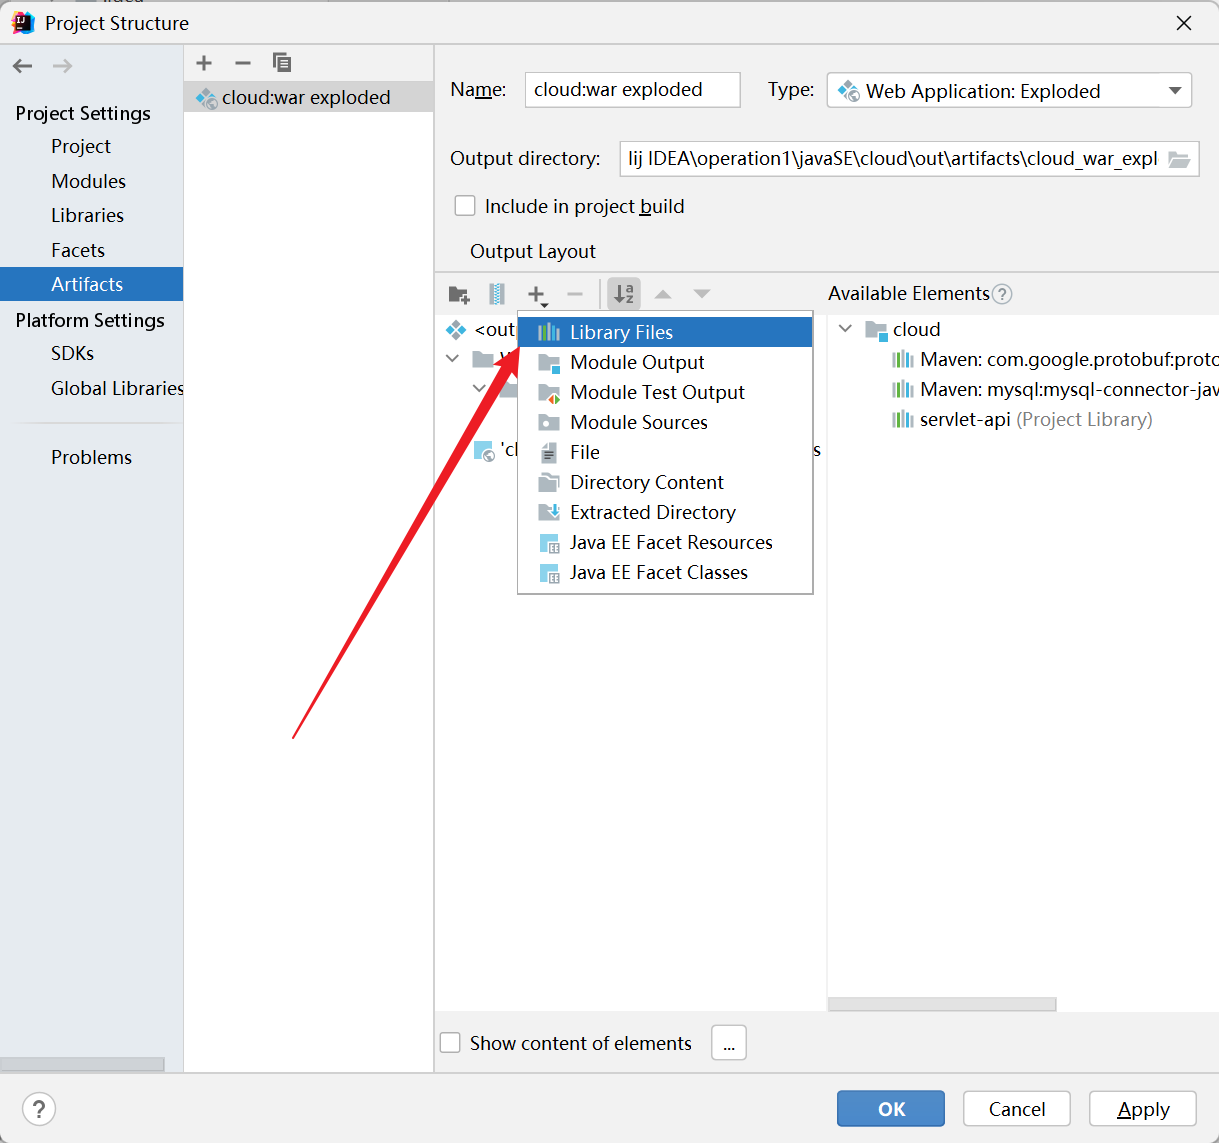 Project Structure
Project Settings
Project
Modules
Libraries
Facets
Artifacts
Platform Settings
SDKs
Global Libraries
Problems
cloud:war exploded
Name: cloud:war exploded Type: Web Application: Exploded
Output directory: lij IDEA\operation1\javaSE\cloud\out\artifacts\cloud_war_expl
Include in project build
Output Layout
Available Elements ?
<out
'cl
s
Library Files
Module Output
Module Test Output
Module Sources
File
Directory Content
Extracted Directory
Java EE Facet Resources
Java EE Facet Classes
cloud
Maven: com.google.protobuf:proto
Maven: mysql:mysql-connector-jav
servlet-api (Project Library)
Show content of elements ...
? OK Cancel Apply